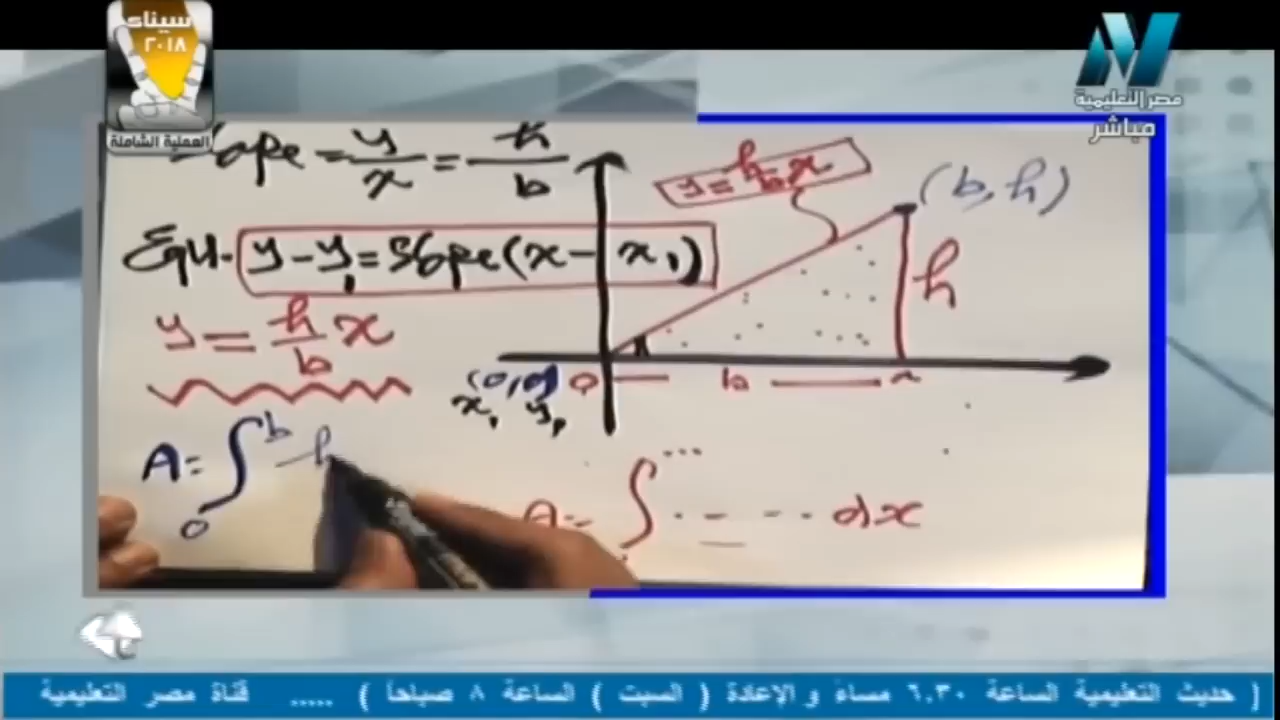 سيناء
٢٠١٨
العملية الشاملة
مصر التعليمية
مباشر
Slope = y/x = h/b
y = h/b x
(b, h)
Equ. y - y₁ = Slope (x - x₁)
h
y = h/b x
(0,0) 0 b
x₁ y₁
A = ∫₀ᵇ h
A = ∫ ... dx
[ حديث التعليمية الساعة ٦.٣٠ مساءً و الإعادة ( السبت ) الساعة ٨ صباحاً ) ..... قناة مصر التعليمية